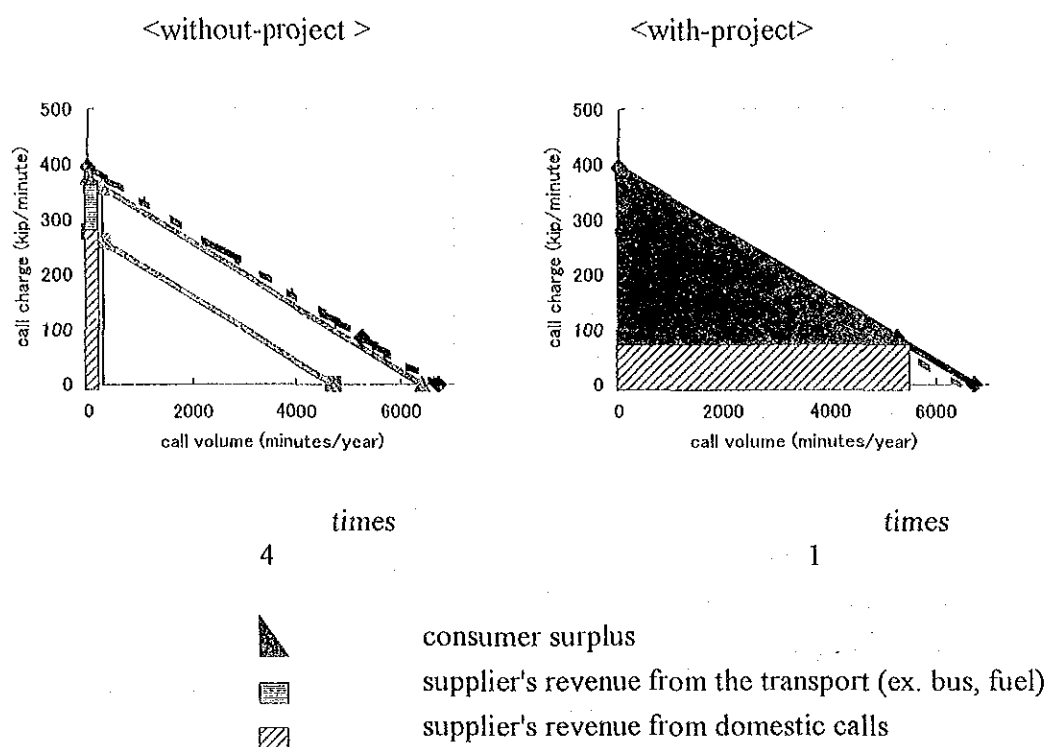 <without-project >
<with-project>
500
400
300
200
100
0
call charge (kip/minute)
0 2000 4000 6000
call volume (minutes/year)
500
400
300
200
100
0
call charge (kip/minute)
0 2000 4000 6000
call volume (minutes/year)
times
4
times
1
consumer surplus
supplier's revenue from the transport (ex. bus, fuel)
supplier's revenue from domestic calls